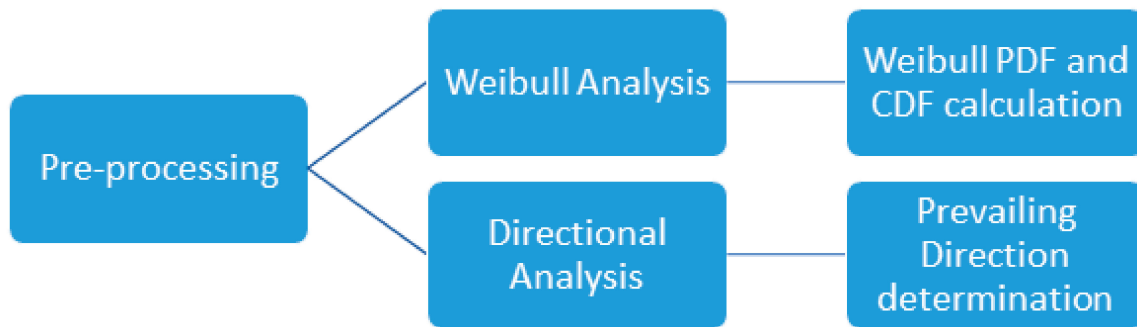 Pre-processing
Weibull Analysis
Weibull PDF and
CDF calculation
Directional
Analysis
Prevailing
Direction
determination